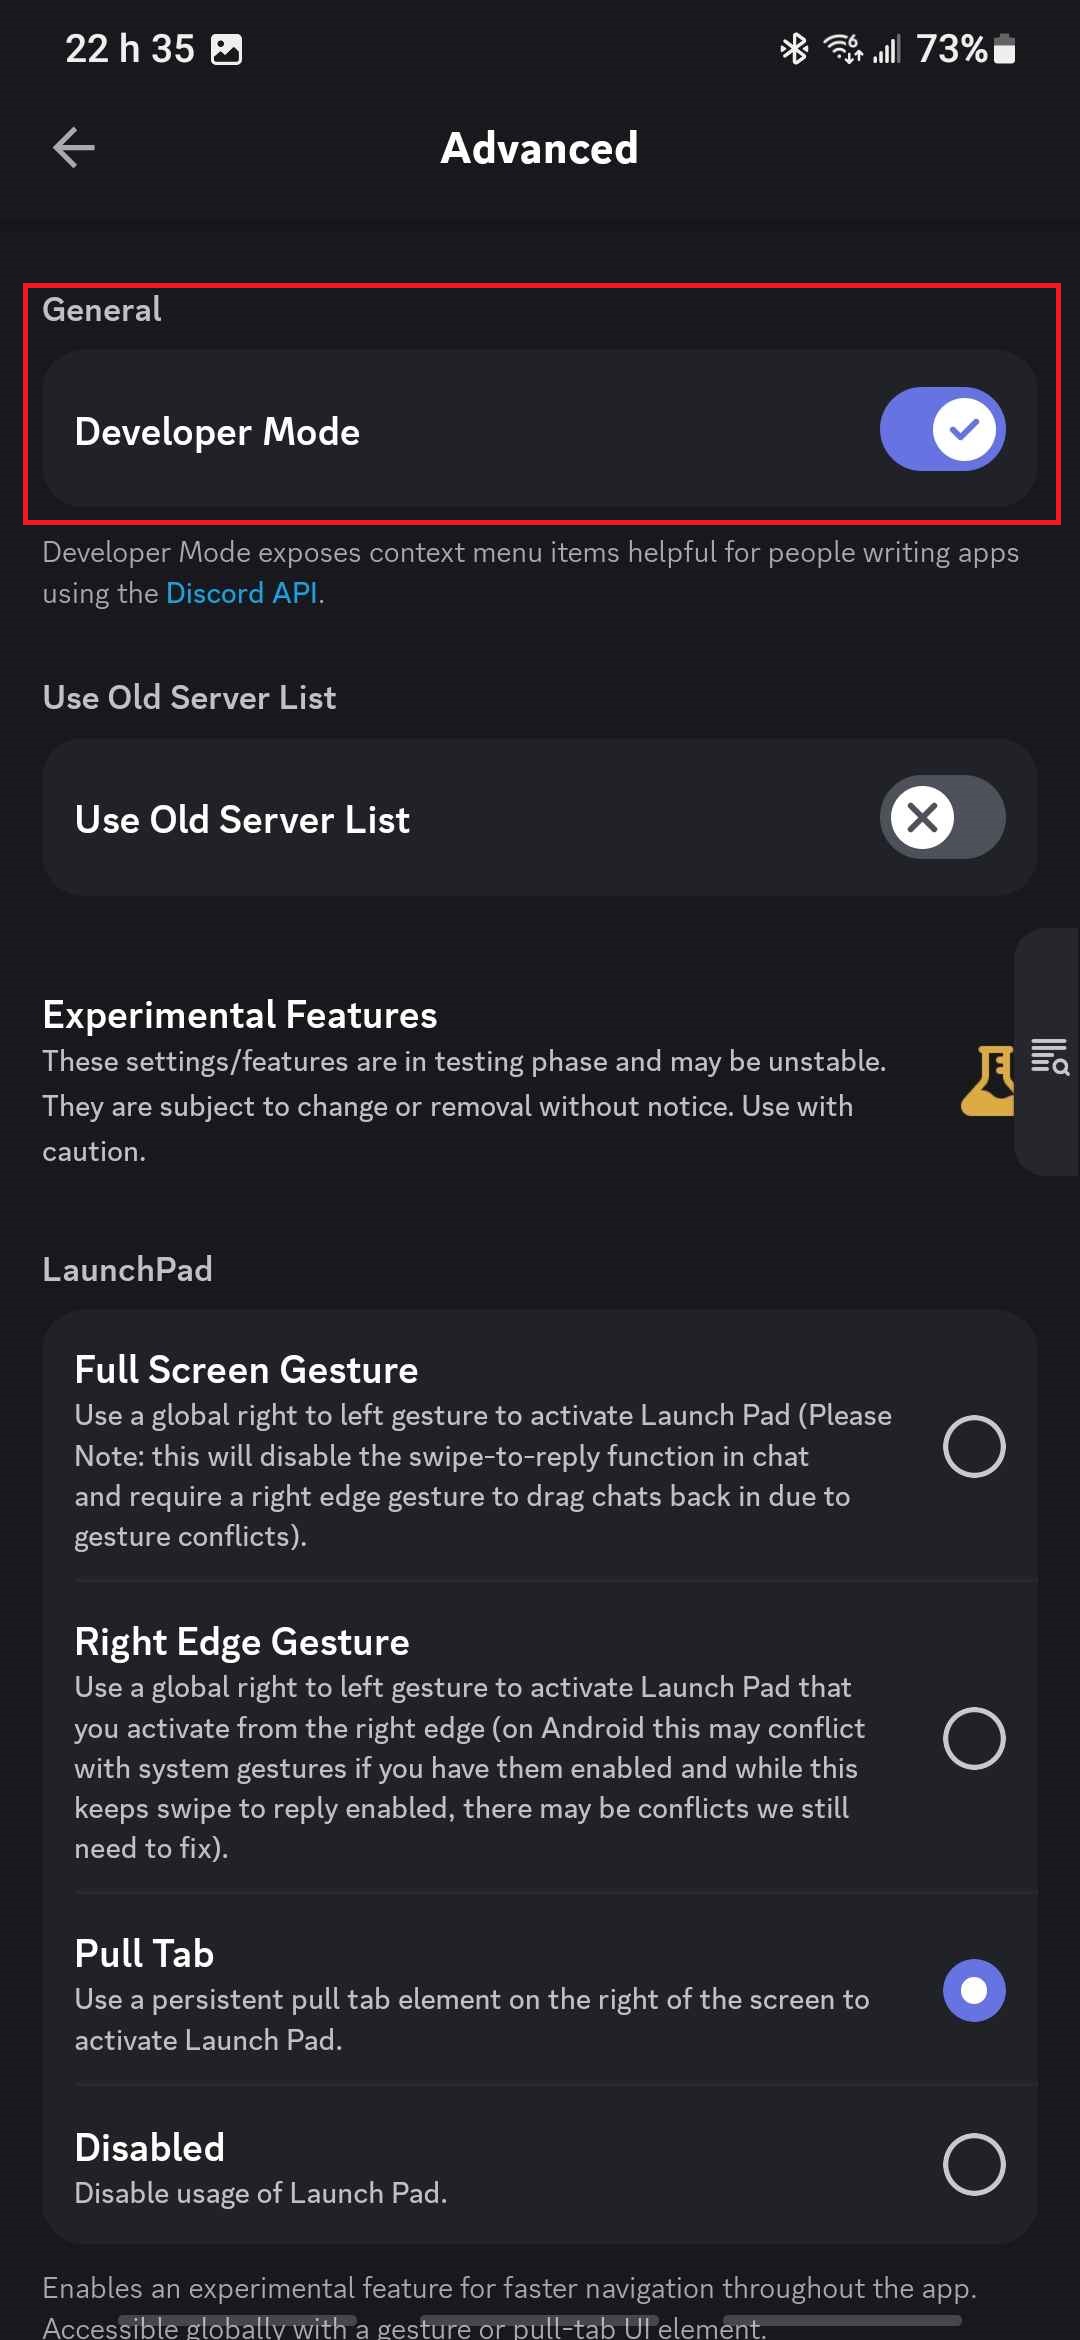 22 h 35
6
73%
Advanced
General
Developer Mode
Developer Mode exposes context menu items helpful for people writing apps
using the Discord API.
Use Old Server List
Use Old Server List
Experimental Features
These settings/features are in testing phase and may be unstable.
They are subject to change or removal without notice. Use with
caution.
LaunchPad
Full Screen Gesture
Use a global right to left gesture to activate Launch Pad (Please
Note: this will disable the swipe-to-reply function in chat
and require a right edge gesture to drag chats back in due to
gesture conflicts).
Right Edge Gesture
Use a global right to left gesture to activate Launch Pad that
you activate from the right edge (on Android this may conflict
with system gestures if you have them enabled and while this
keeps swipe to reply enabled, there may be conflicts we still
need to fix).
Pull Tab
Use a persistent pull tab element on the right of the screen to
activate Launch Pad.
Disabled
Disable usage of Launch Pad.
Enables an experimental feature for faster navigation throughout the app.
Accessible globally with a gesture or pull-tab UI element.